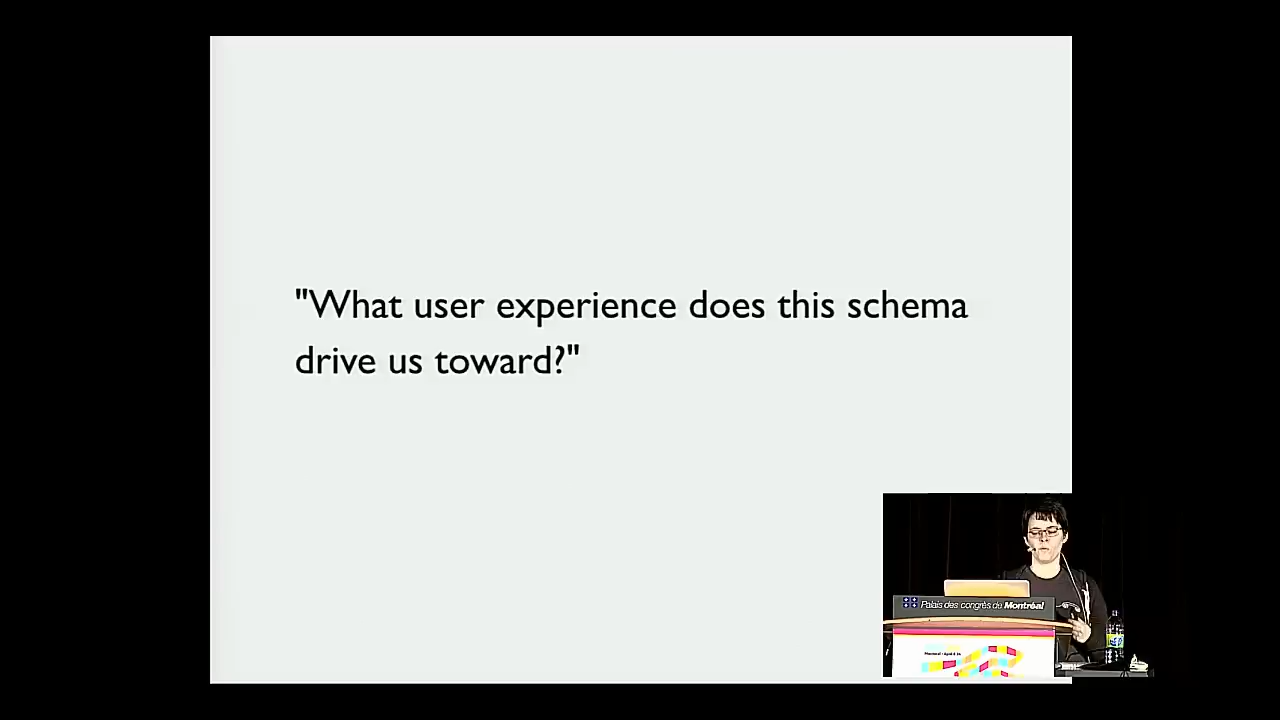 "What user experience does this schema
drive us toward?"
Palais des congrès de Montréal